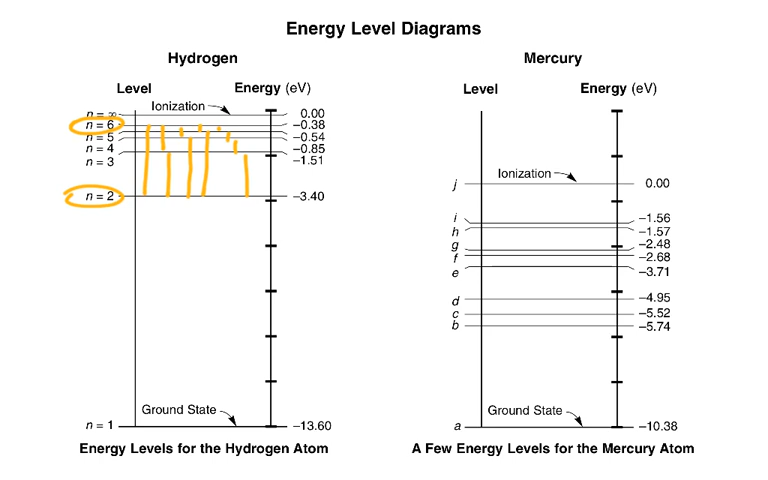 Energy Level Diagrams
Hydrogen
Level
Energy (eV)
Ionization
n = ∞
0.00
n = 6
−0.38
n = 5
−0.54
n = 4
−0.85
n = 3
−1.51
n = 2
−3.40
Ground State
n = 1
−13.60
Energy Levels for the Hydrogen Atom
Mercury
Level
Energy (eV)
Ionization
j
0.00
i
−1.56
h
−1.57
g
−2.48
f
−2.68
e
−3.71
d
−4.95
c
−5.52
b
−5.74
Ground State
a
−10.38
A Few Energy Levels for the Mercury Atom